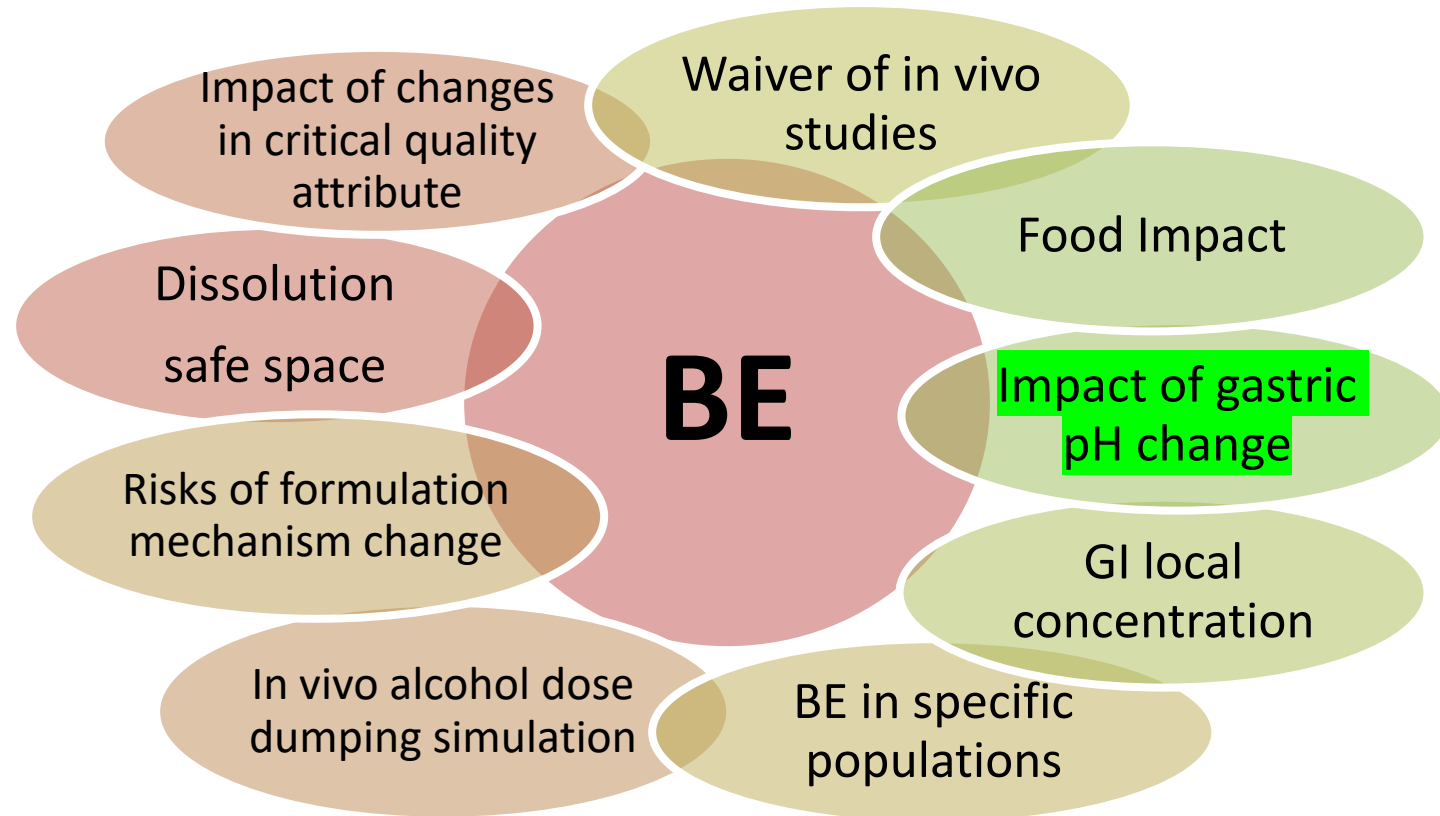 Impact of changes
in critical quality
attribute
Waiver of in vivo
studies
Food Impact
Dissolution
safe space
BE
Impact of gastric
pH change
Risks of formulation
mechanism change
GI local
concentration
In vivo alcohol dose
dumping simulation
BE in specific
populations